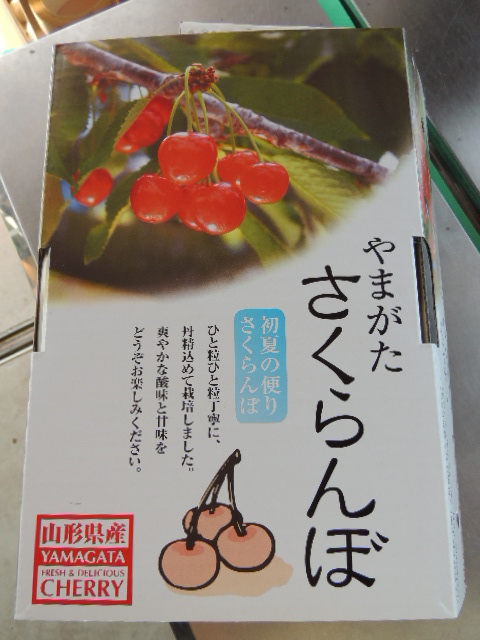 やまがた
さくらんぼ
初夏の便り
さくらんぼ
ひと粒ひと粒丁寧に、
丹精込めて栽培しました。
爽やかな酸味と甘味を
どうぞお楽しみください。
山形県産
YAMAGATA
FRESH & DELICIOUS
CHERRY